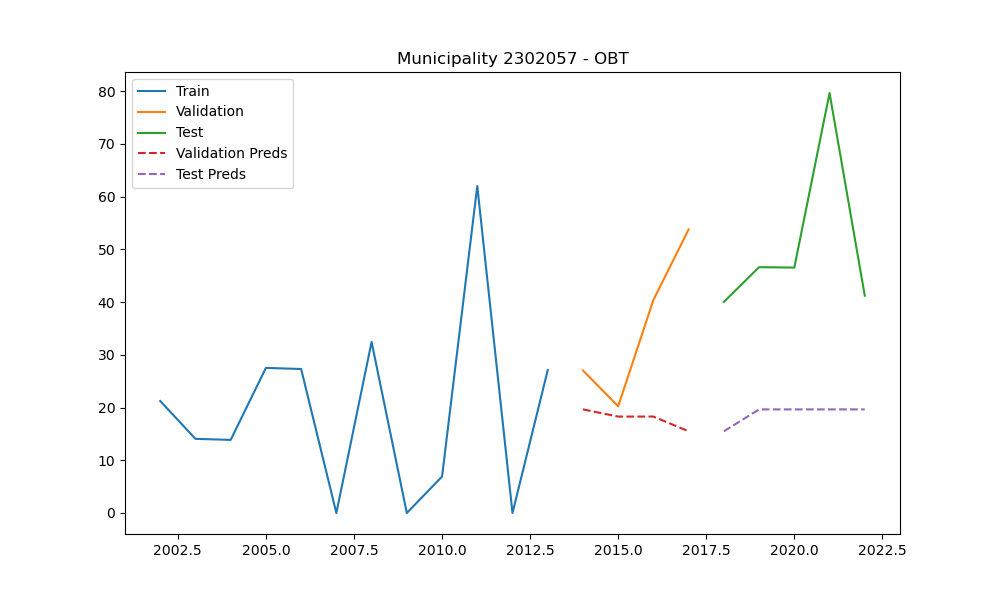 Municipality 2302057 - OBT
Train
Validation
Test
Validation Preds
Test Preds
80
70
60
50
40
30
20
10
0
2002.5 2005.0 2007.5 2010.0 2012.5 2015.0 2017.5 2020.0 2022.5